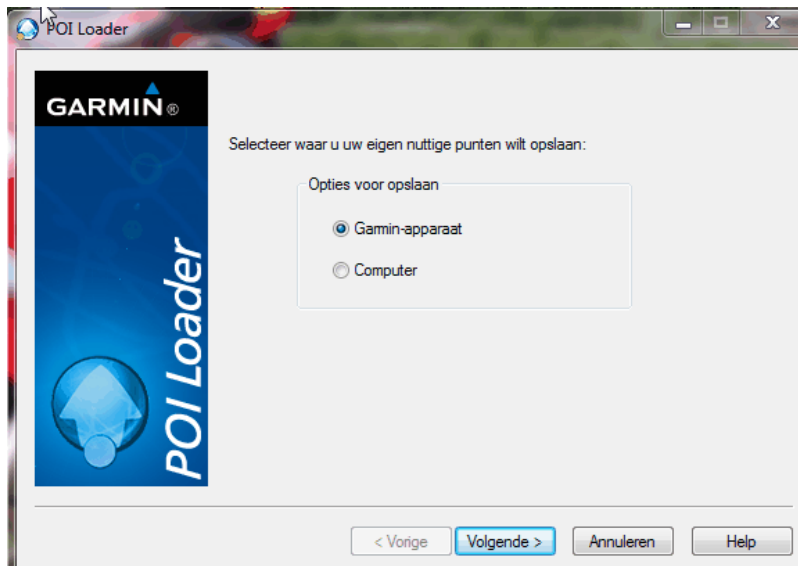 POI Loader
GARMIN®
POI Loader
Selecteer waar u uw eigen nuttige punten wilt opslaan:
Opties voor opslaan
Garmin-apparaat
Computer
< Vorige
Volgende >
Annuleren
Help